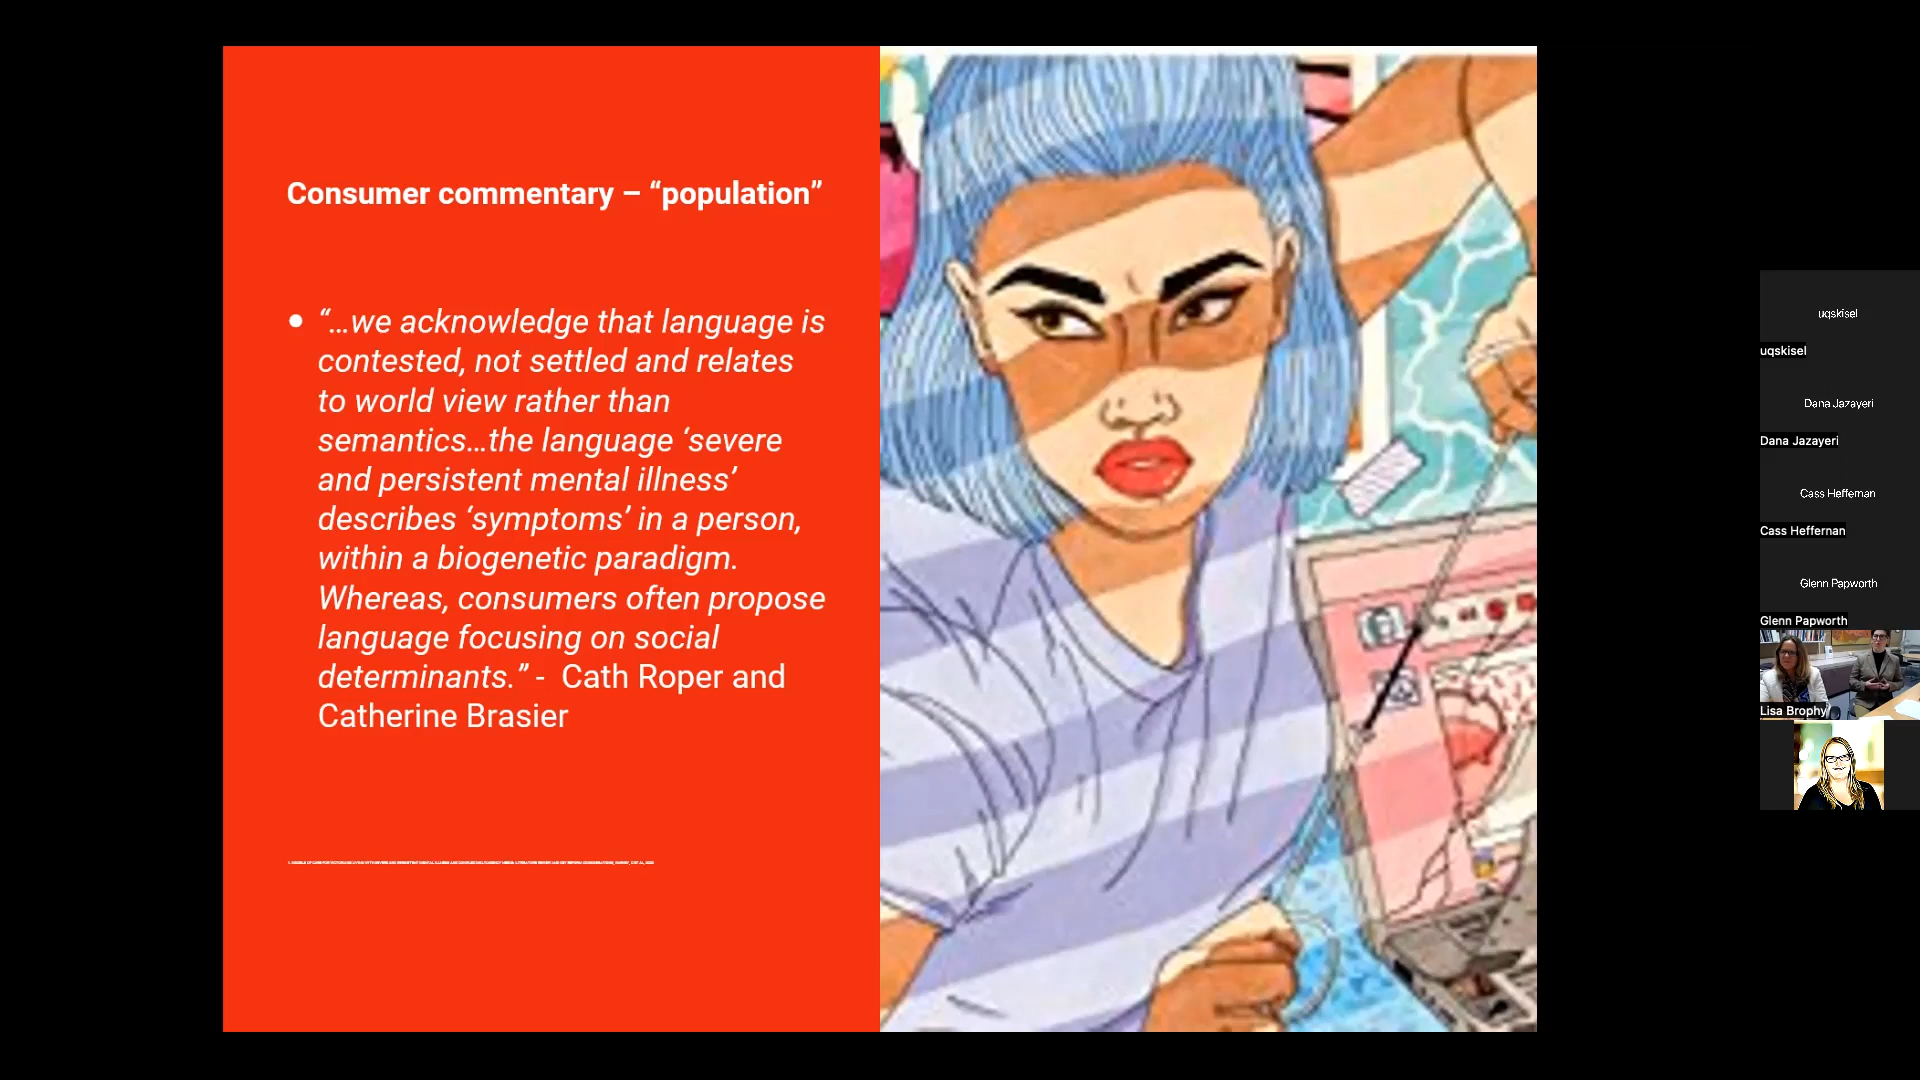 Consumer commentary – “population”
● “…we acknowledge that language is
contested, not settled and relates
to world view rather than
semantics…the language ‘severe
and persistent mental illness’
describes ‘symptoms’ in a person,
within a biogenetic paradigm.
Whereas, consumers often propose
language focusing on social
determinants.” - Cath Roper and
Catherine Brasier
uqskisel
uqskisel
Dana Jazayeri
Dana Jazayeri
Cass Heffernan
Cass Heffernan
Glenn Papworth
Glenn Papworth
Lisa Brophy